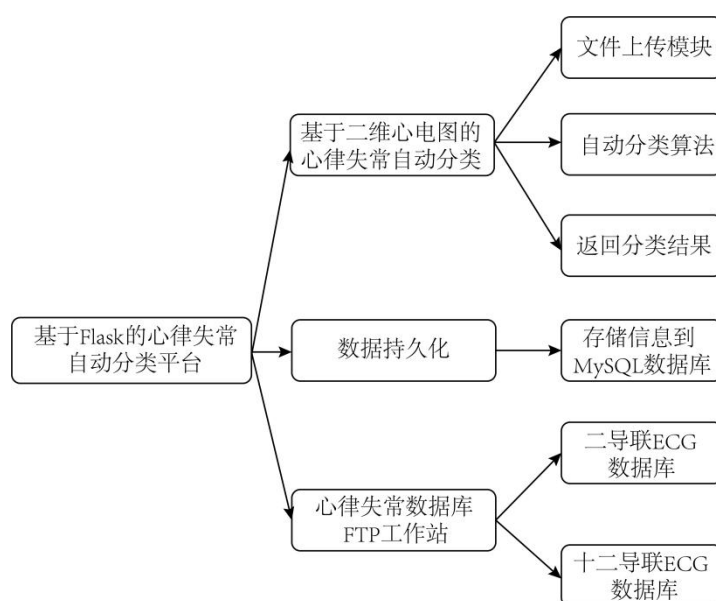 文件上传模块
基于二维心电图的
心律失常自动分类
自动分类算法
返回分类结果
基于Flask的心律失常
自动分类平台
数据持久化
存储信息到
MySQL数据库
二导联ECG
数据库
心律失常数据库
FTP工作站
十二导联ECG
数据库